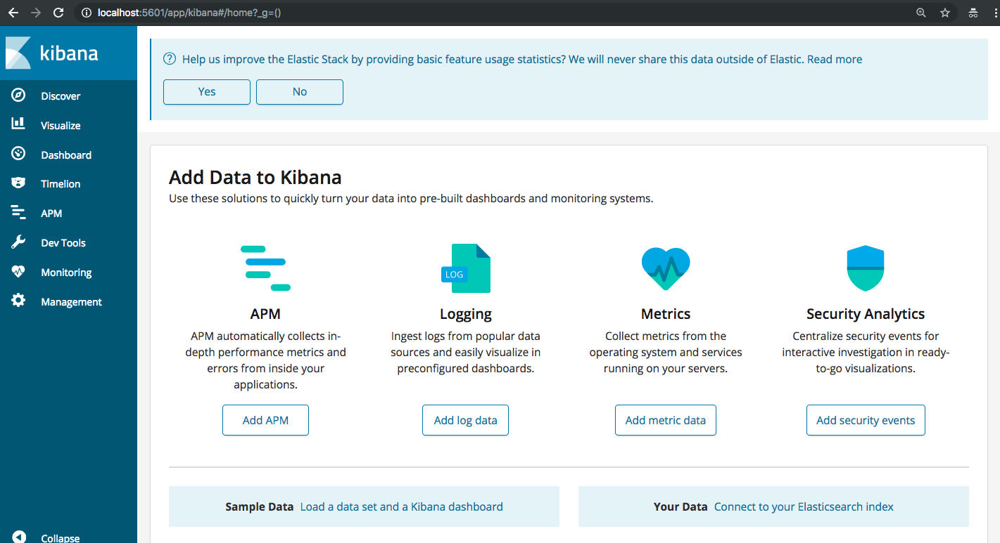 localhost:5601/app/kibana#/home?_g=()
kibana
Discover
Visualize
Dashboard
Timelion
APM
Dev Tools
Monitoring
Management
Collapse
Help us improve the Elastic Stack by providing basic feature usage statistics? We will never share this data outside of Elastic. Read more
Yes
No
Add Data to Kibana
Use these solutions to quickly turn your data into pre-built dashboards and monitoring systems.
APM
APM automatically collects in-
depth performance metrics and
errors from inside your
applications.
Add APM
LOG
Logging
Ingest logs from popular data
sources and easily visualize in
preconfigured dashboards.
Add log data
Metrics
Collect metrics from the
operating system and services
running on your servers.
Add metric data
Security Analytics
Centralize security events for
interactive investigation in ready-
to-go visualizations.
Add security events
Sample Data Load a data set and a Kibana dashboard
Your Data Connect to your Elasticsearch index